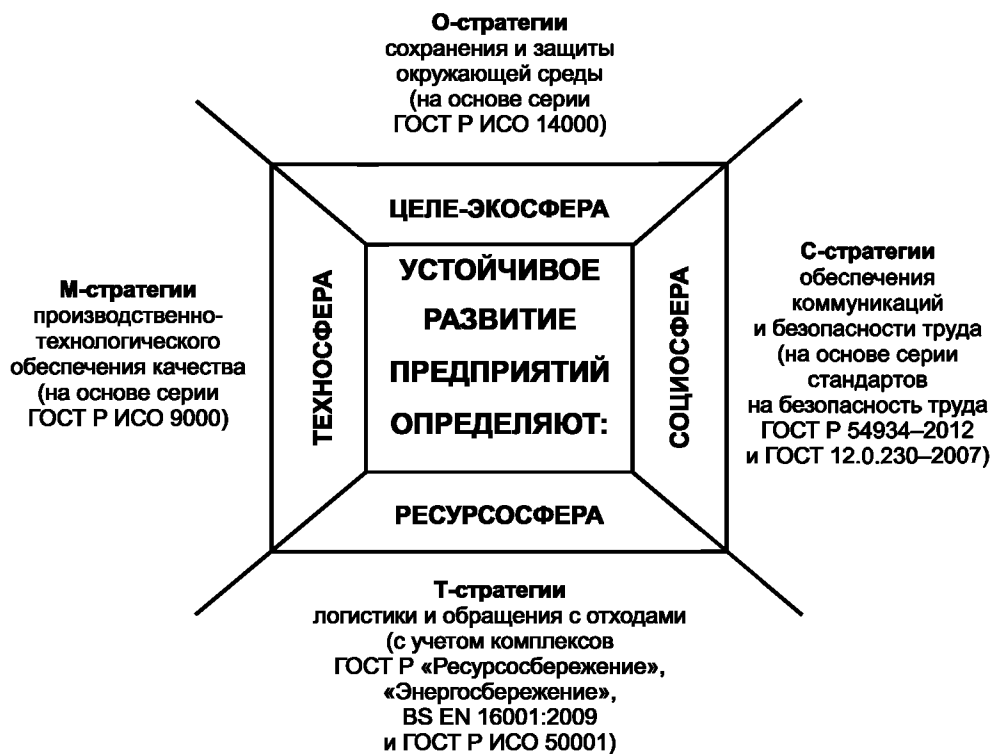 О-стратегии
сохранения и защиты
окружающей среды
(на основе серии
ГОСТ Р ИСО 14000)
ЦЕЛЕ-ЭКОСФЕРА
М-стратегии
производственно-
технологического
обеспечения качества
(на основе серии
ГОСТ Р ИСО 9000)
ТЕХНОСФЕРА
УСТОЙЧИВОЕ
РАЗВИТИЕ
ПРЕДПРИЯТИЙ
ОПРЕДЕЛЯЮТ:
СОЦИОСФЕРА
С-стратегии
обеспечения
коммуникаций
и безопасности труда
(на основе серии
стандартов
на безопасность труда
ГОСТ Р 54934–2012
и ГОСТ 12.0.230–2007)
РЕСУРСОСФЕРА
Т-стратегии
логистики и обращения с отходами
(с учетом комплексов
ГОСТ Р «Ресурсосбережение»,
«Энергосбережение»,
BS EN 16001:2009
и ГОСТ Р ИСО 50001)